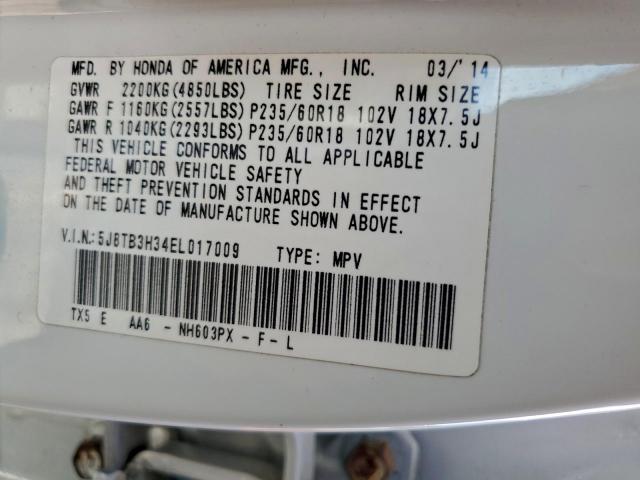 MFD. BY HONDA OF AMERICA MFG., INC. 03/'14
GVWR 2200KG(4850LBS) TIRE SIZE RIM SIZE
GAWR F 1160KG(2557LBS) P235/60R18 102V 18X7.5J
GAWR R 1040KG(2293LBS) P235/60R18 102V 18X7.5J
THIS VEHICLE CONFORMS TO ALL APPLICABLE
FEDERAL MOTOR VEHICLE SAFETY
AND THEFT PREVENTION STANDARDS IN EFFECT
ON THE DATE OF MANUFACTURE SHOWN ABOVE.
V.I.N.:5J8TB3H34EL017009 TYPE: MPV
TX5 E AA6 - NH603PX - F - L